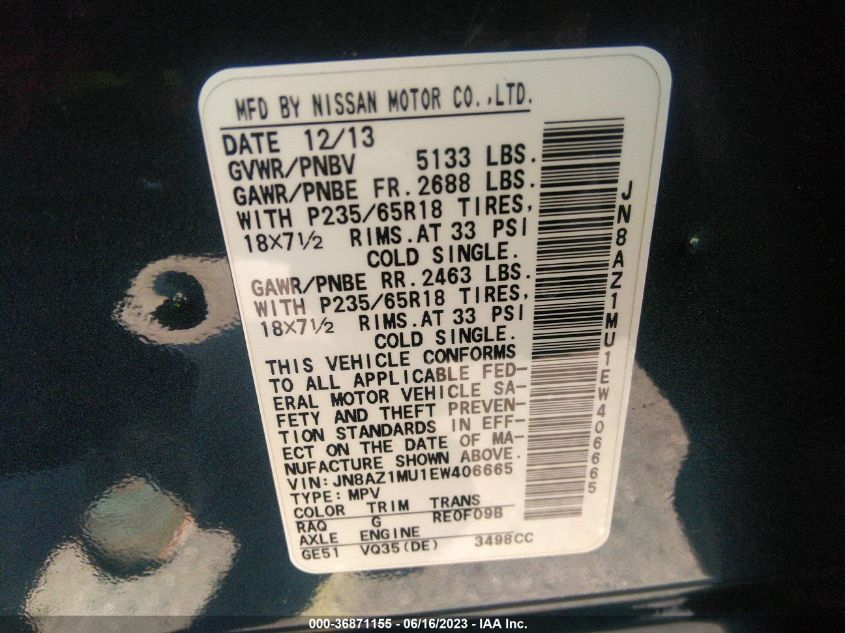 MFD BY NISSAN MOTOR CO.,LTD.
DATE 12/13
GVWR/PNBV 5133 LBS.
GAWR/PNBE FR.2688 LBS.
WITH P235/65R18 TIRES,
18X7½ RIMS.AT 33 PSI
COLD SINGLE.
GAWR/PNBE RR.2463 LBS.
WITH P235/65R18 TIRES,
18X7½ RIMS.AT 33 PSI
COLD SINGLE.
THIS VEHICLE CONFORMS
TO ALL APPLICABLE FED-
ERAL MOTOR VEHICLE SA-
FETY AND THEFT PREVEN-
TION STANDARDS IN EFF-
ECT ON THE DATE OF MA-
NUFACTURE SHOWN ABOVE.
VIN: JN8AZ1MU1EW406665
TYPE: MPV
COLOR TRIM TRANS
RAQ G RE0F09B
AXLE ENGINE
GE51 VQ35(DE) 3498CC
JN8AZ1MU1EW406665
000-36871155 - 06/16/2023 - IAA Inc.